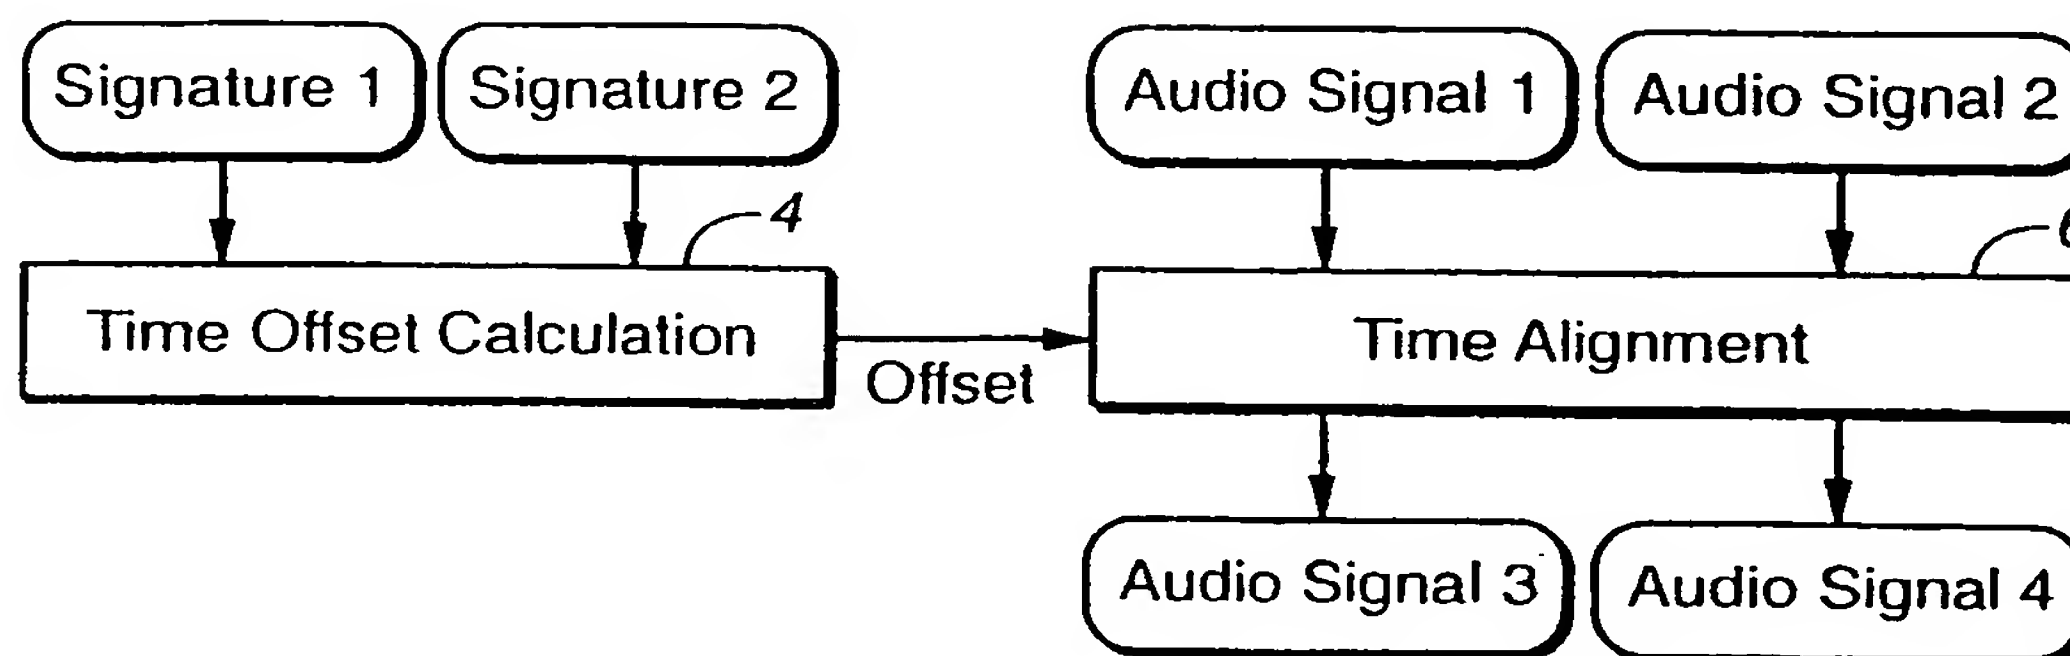 Signature 1
Signature 2
Audio Signal 1
Audio Signal 2
4
Time Offset Calculation
Offset
Time Alignment
Audio Signal 3
Audio Signal 4